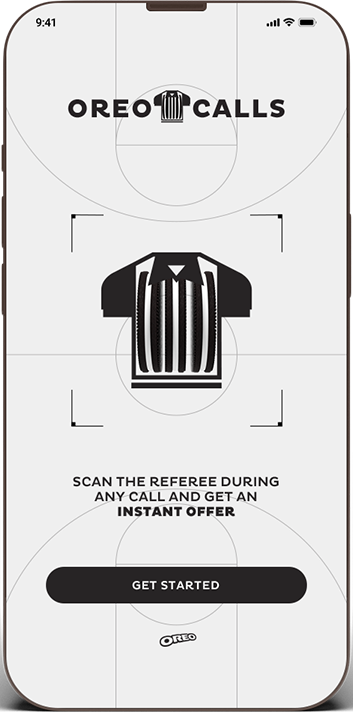 9:41
OREO CALLS
SCAN THE REFEREE DURING
ANY CALL AND GET AN
INSTANT OFFER
GET STARTED
OREO